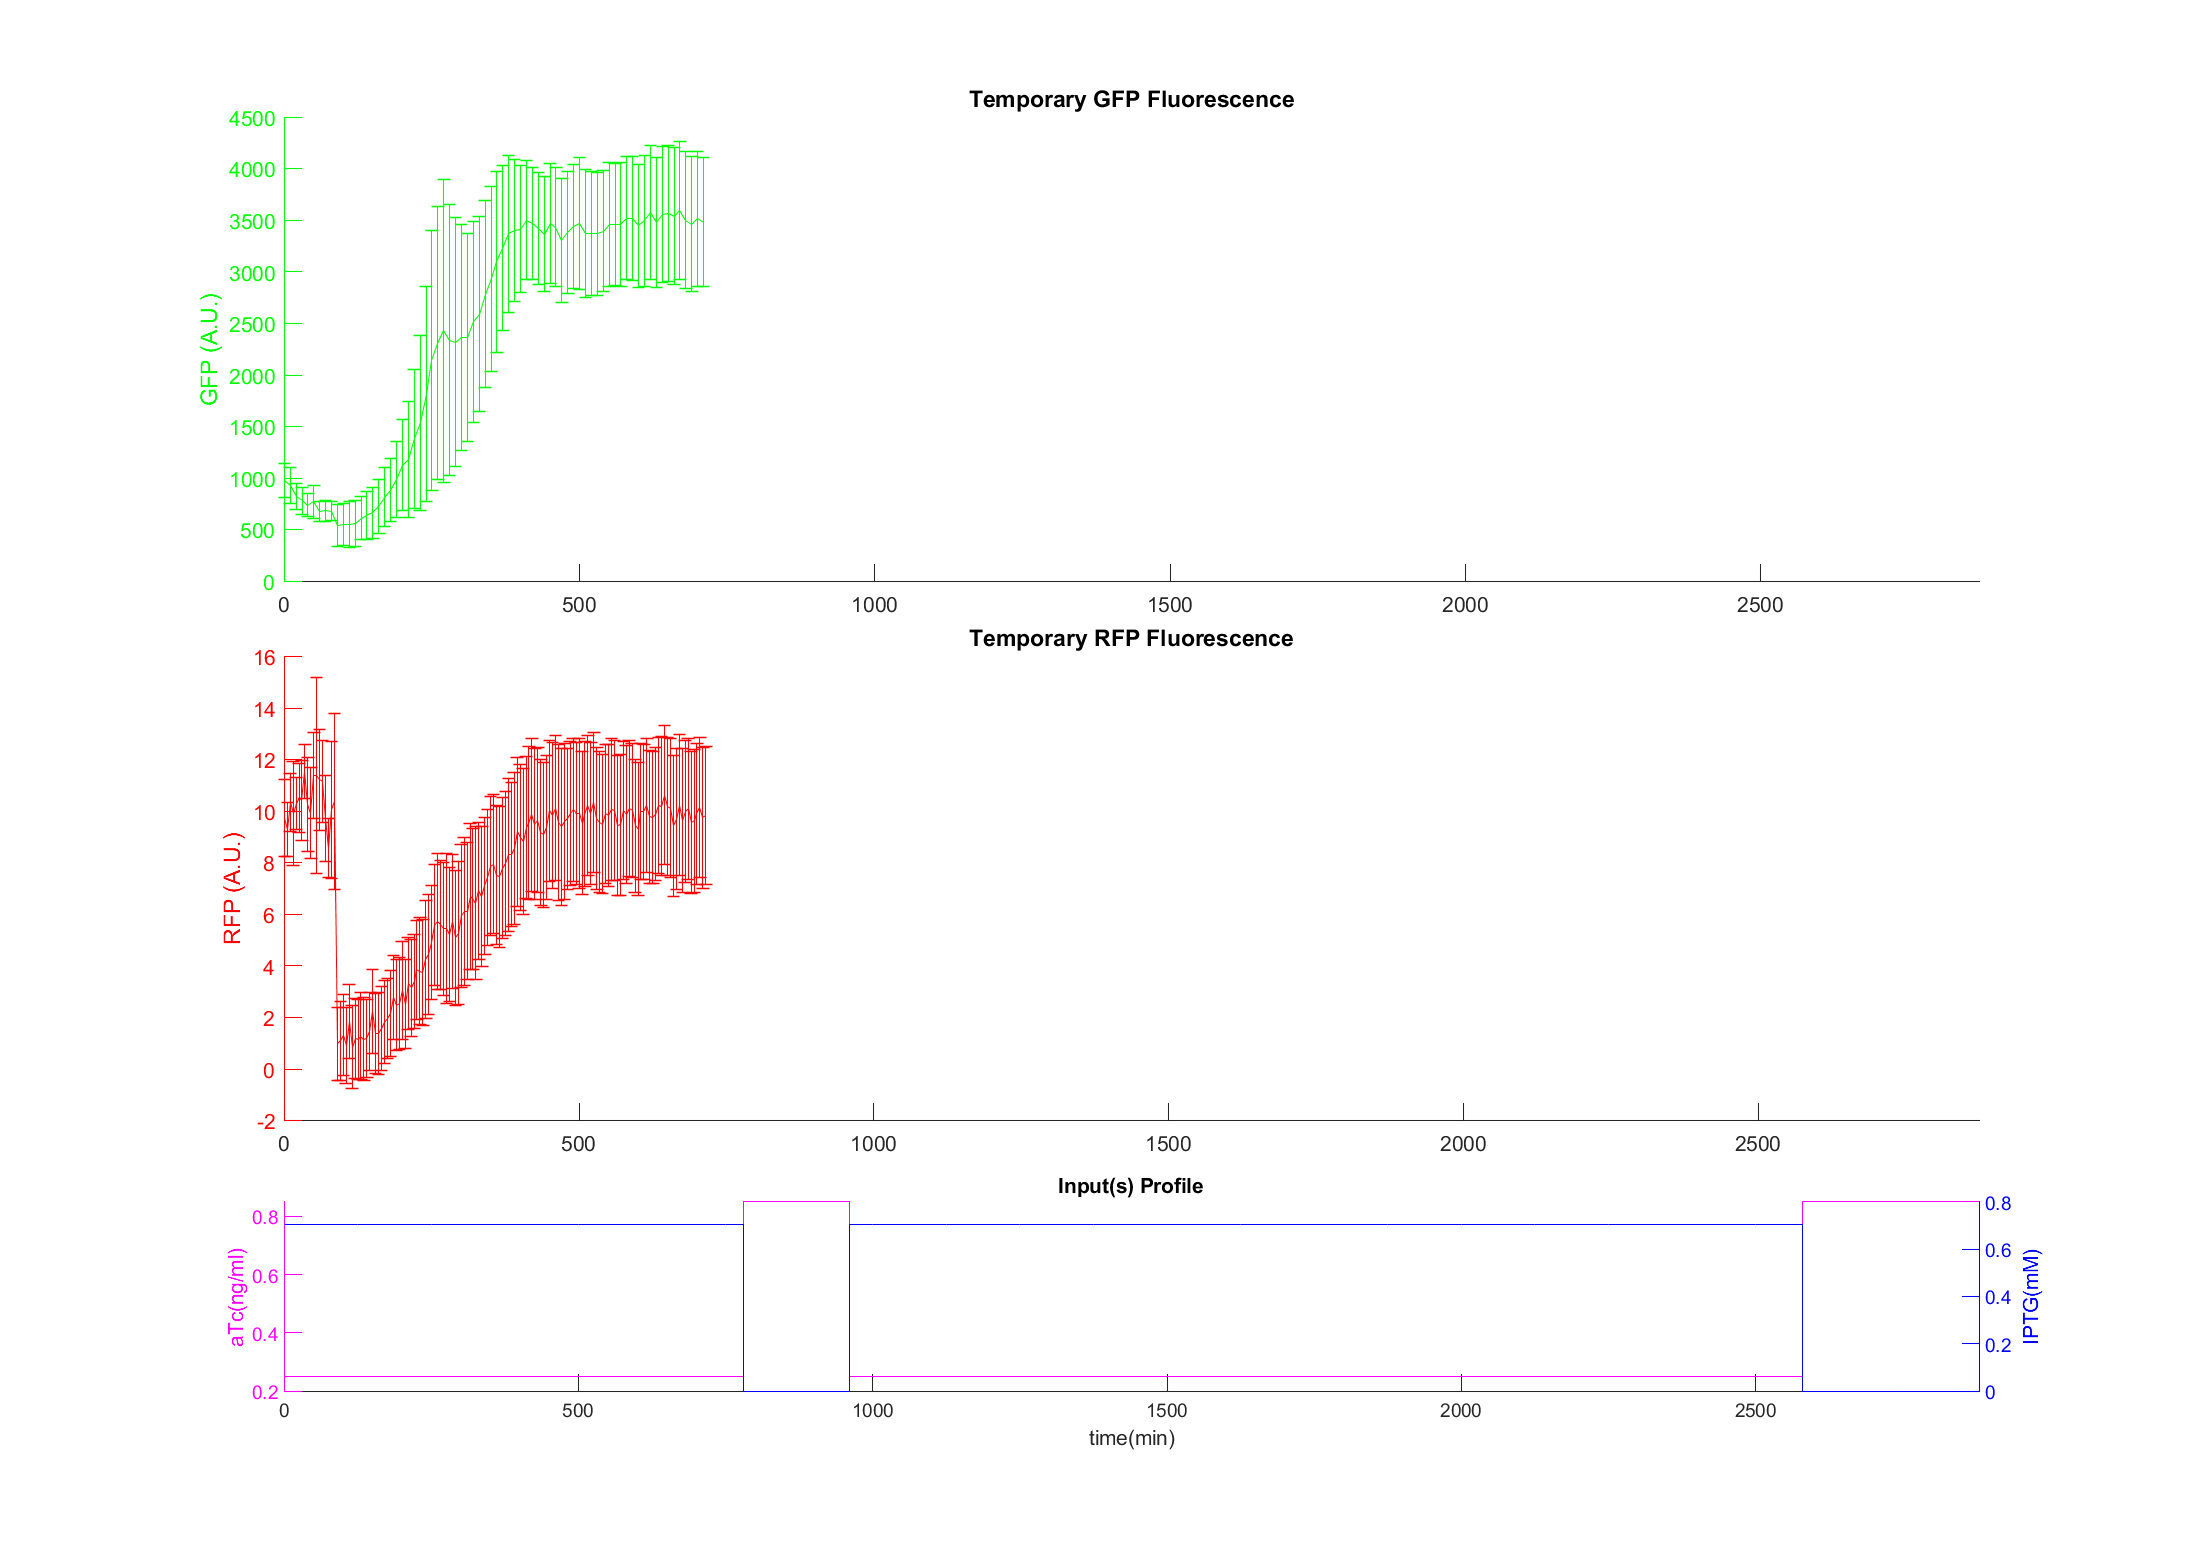 Temporary GFP Fluorescence
4500
4000
3500
3000
2500
2000
1500
1000
500
0
GFP (A.U.)
0 500 1000 1500 2000 2500
Temporary RFP Fluorescence
16
14
12
10
8
6
4
2
0
-2
RFP (A.U.)
0 500 1000 1500 2000 2500
Input(s) Profile
0.8
0.6
0.4
0.2
aTc(ng/ml)
0.8
0.6
0.4
0.2
0
IPTG(mM)
0 500 1000 1500 2000 2500
time(min)